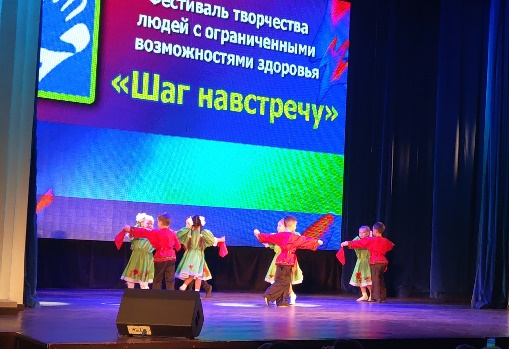 Фестиваль творчества
людей с ограниченными
возможностями здоровья
«Шаг навстречу»